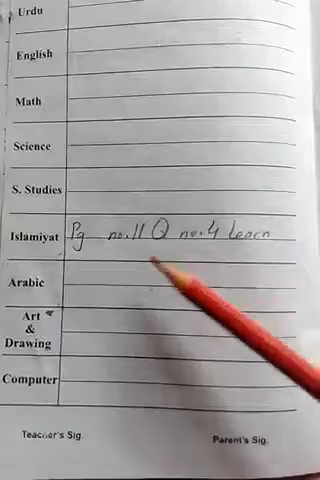 Urdu
English
Math
Science
S. Studies
Islamiyat Pg no.11 Q no.4 Learn
Arabic
Art
&
Drawing
Computer
Teacher's Sig. Parent's Sig.